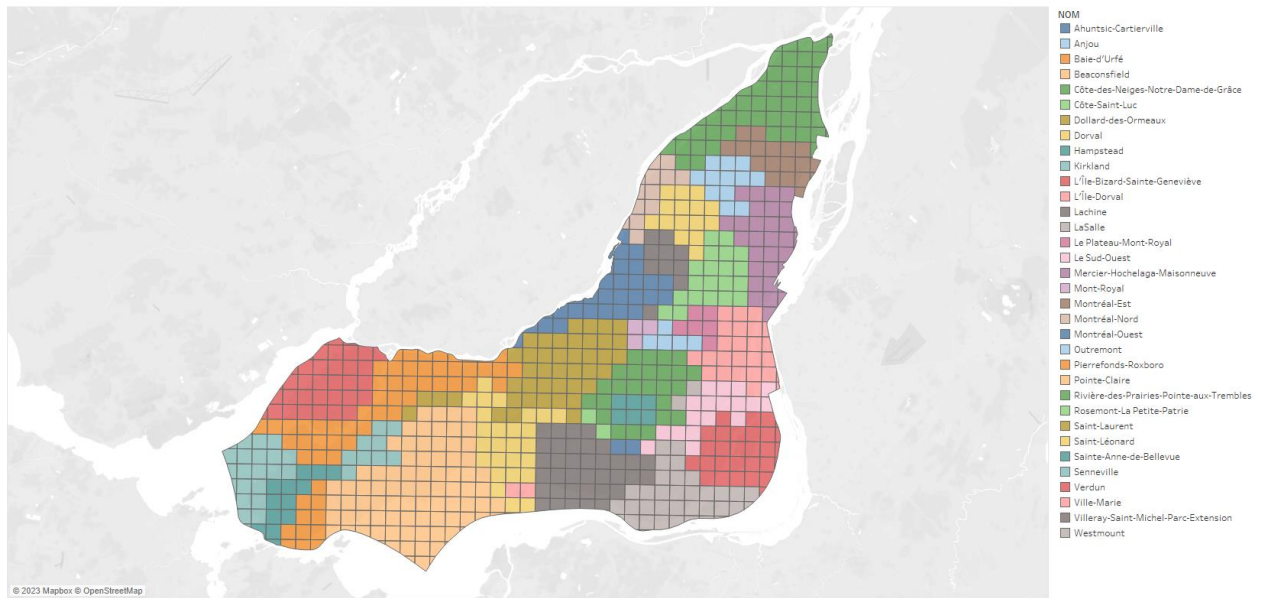 NOM
Ahuntsic-Cartierville
Anjou
Baie-d'Urfé
Beaconsfield
Côte-des-Neiges-Notre-Dame-de-Grâce
Côte-Saint-Luc
Dollard-des-Ormeaux
Dorval
Hampstead
Kirkland
L'Île-Bizard-Sainte-Geneviève
L'Île-Dorval
Lachine
LaSalle
Le Plateau-Mont-Royal
Le Sud-Ouest
Mercier-Hochelaga-Maisonneuve
Mont-Royal
Montréal-Est
Montréal-Nord
Montréal-Ouest
Outremont
Pierrefonds-Roxboro
Pointe-Claire
Rivière-des-Prairies-Pointe-aux-Trembles
Rosemont-La Petite-Patrie
Saint-Laurent
Saint-Léonard
Sainte-Anne-de-Bellevue
Senneville
Verdun
Ville-Marie
Villeray-Saint-Michel-Parc-Extension
Westmount
© 2023 Mapbox © OpenStreetMap